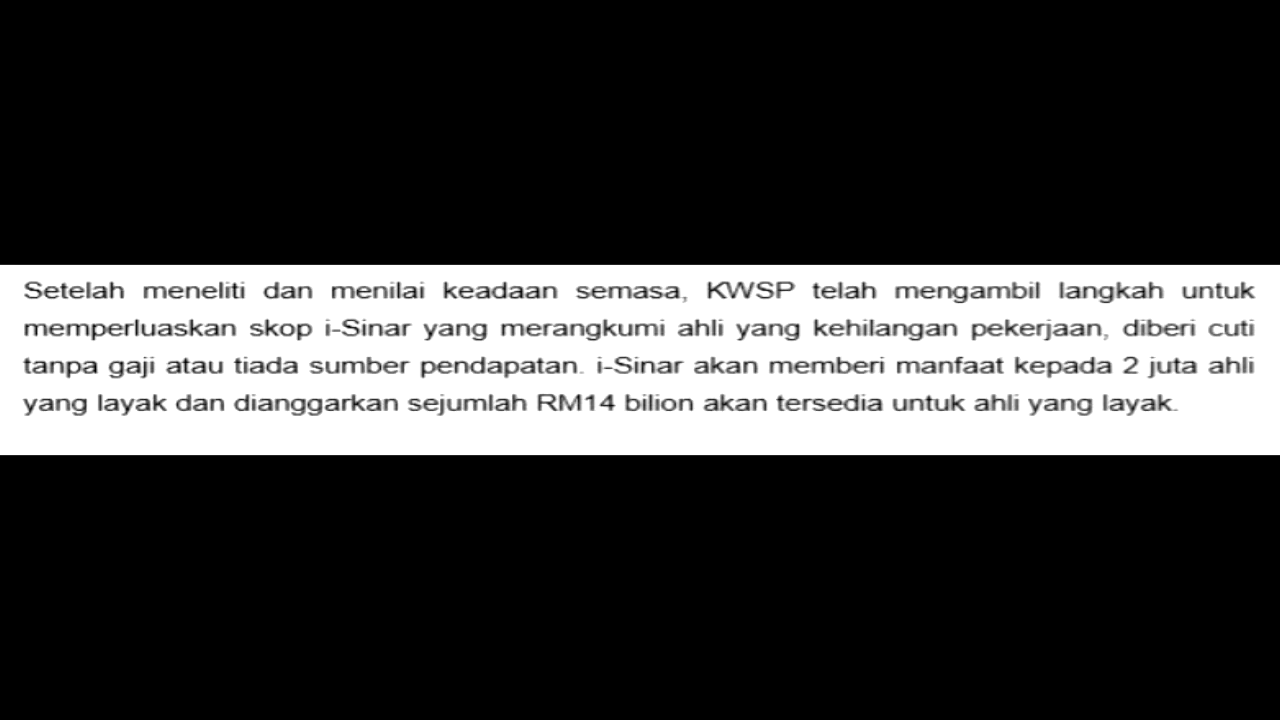 Setelah meneliti dan menilai keadaan semasa, KWSP telah mengambil langkah untuk
memperluaskan skop i-Sinar yang merangkumi ahli yang kehilangan pekerjaan, diberi cuti
tanpa gaji atau tiada sumber pendapatan. i-Sinar akan memberi manfaat kepada 2 juta ahli
yang layak dan dianggarkan sejumlah RM14 bilion akan tersedia untuk ahli yang layak.